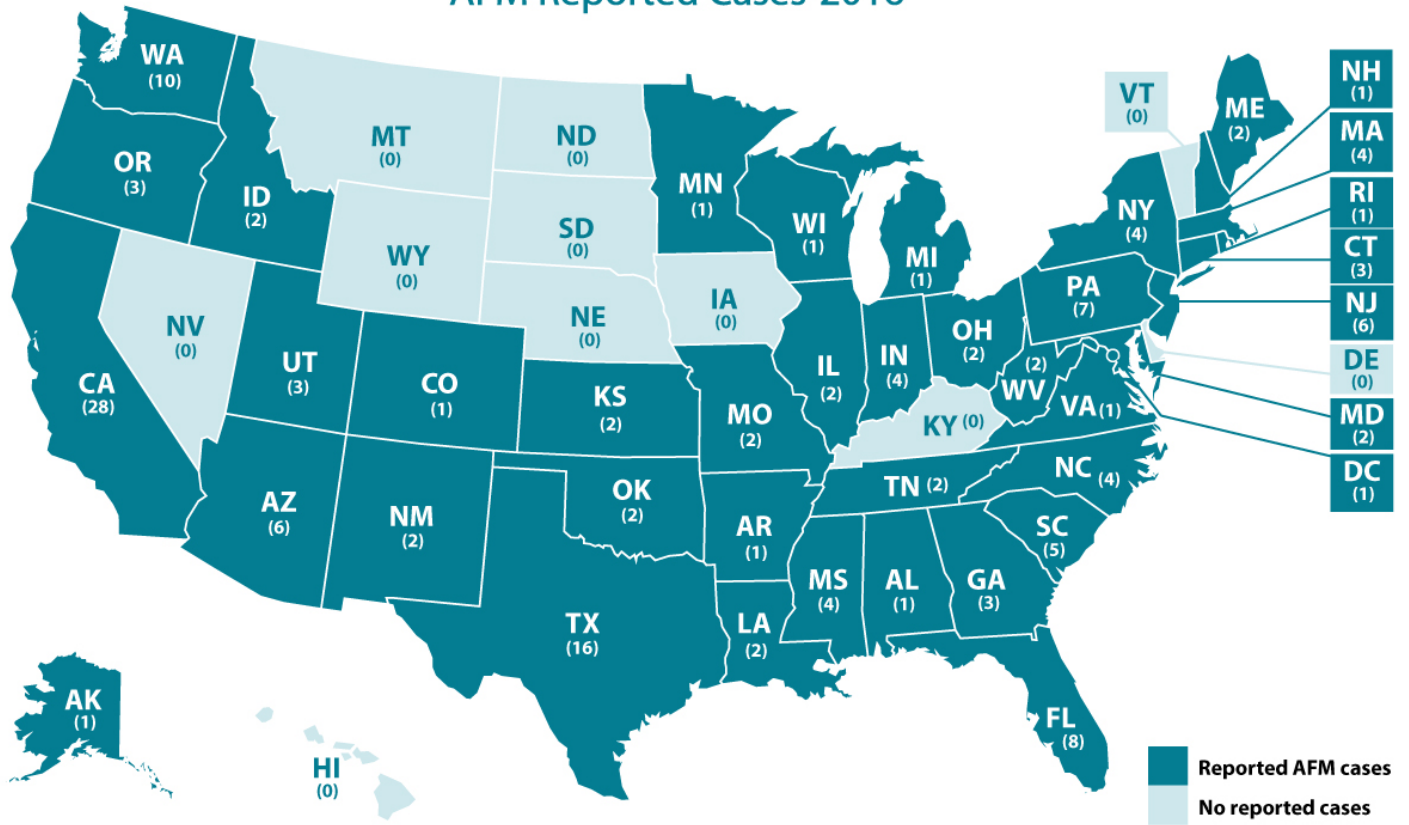 AFM Reported Cases 2016
WA
(10)
MT
(0)
ND
(0)
MN
(1)
VT
(0)
ME
(2)
NH
(1)
MA
(4)
RI
(1)
CT
(3)
NJ
(6)
DE
(0)
MD
(2)
DC
(1)
OR
(3)
ID
(2)
WY
(0)
SD
(0)
WI
(1)
MI
(1)
NY
(4)
NV
(0)
NE
(0)
IA
(0)
PA
(7)
CA
(28)
UT
(3)
CO
(1)
KS
(2)
MO
(2)
IL
(2)
IN
(4)
OH
(2)
(2)
WV
VA (1)
KY (0)
AZ
(6)
NM
(2)
OK
(2)
AR
(1)
TN (2)
NC (4)
SC
(5)
TX
(16)
LA
(2)
MS
(4)
AL
(1)
GA
(3)
FL
(8)
AK
(1)
HI
(0)
Reported AFM cases
No reported cases